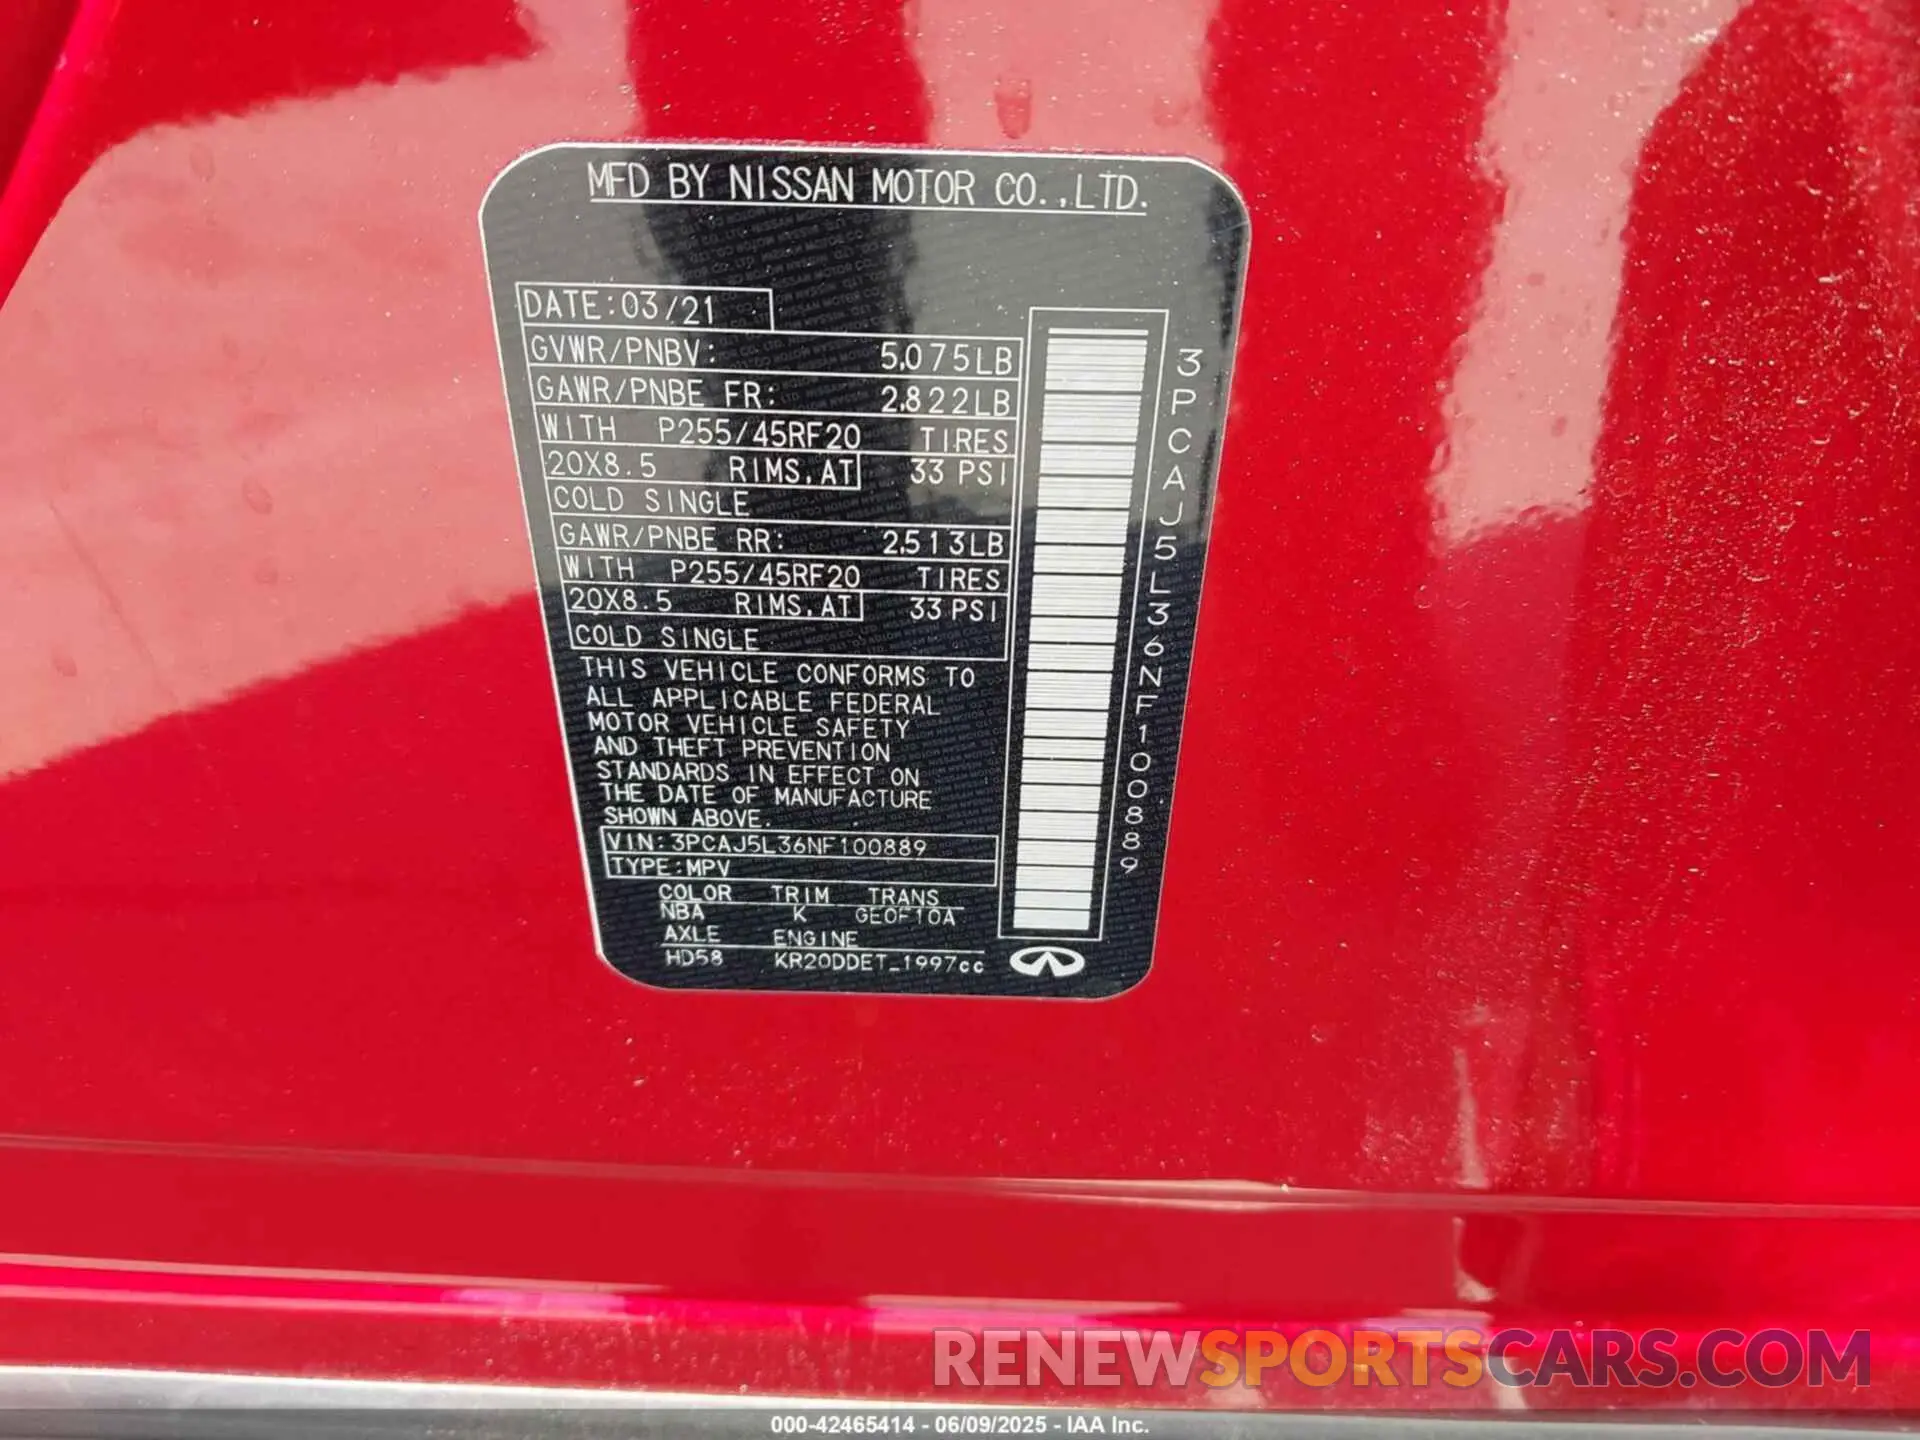 MFD BY NISSAN MOTOR CO.,LTD.
DATE:03/21
GVWR/PNBV: 5,075LB
GAWR/PNBE FR: 2,822LB
WITH P255/45RF20 TIRES
20X8.5 RIMS,AT 33 PSI
COLD SINGLE
GAWR/PNBE RR: 2,513LB
WITH P255/45RF20 TIRES
20X8.5 RIMS,AT 33 PSI
COLD SINGLE
THIS VEHICLE CONFORMS TO
ALL APPLICABLE FEDERAL
MOTOR VEHICLE SAFETY
AND THEFT PREVENTION
STANDARDS IN EFFECT ON
THE DATE OF MANUFACTURE
SHOWN ABOVE.
VIN:3PCAJ5L36NF100889
TYPE:MPV
COLOR TRIM TRANS
NBA K GE0F10A
AXLE ENGINE
HD58 KR20DDET_1997cc
3PCAJ5L36NF100889
RENEWSPORTSCARS.COM
000-42465414 - 06/09/2025 - IAA Inc.